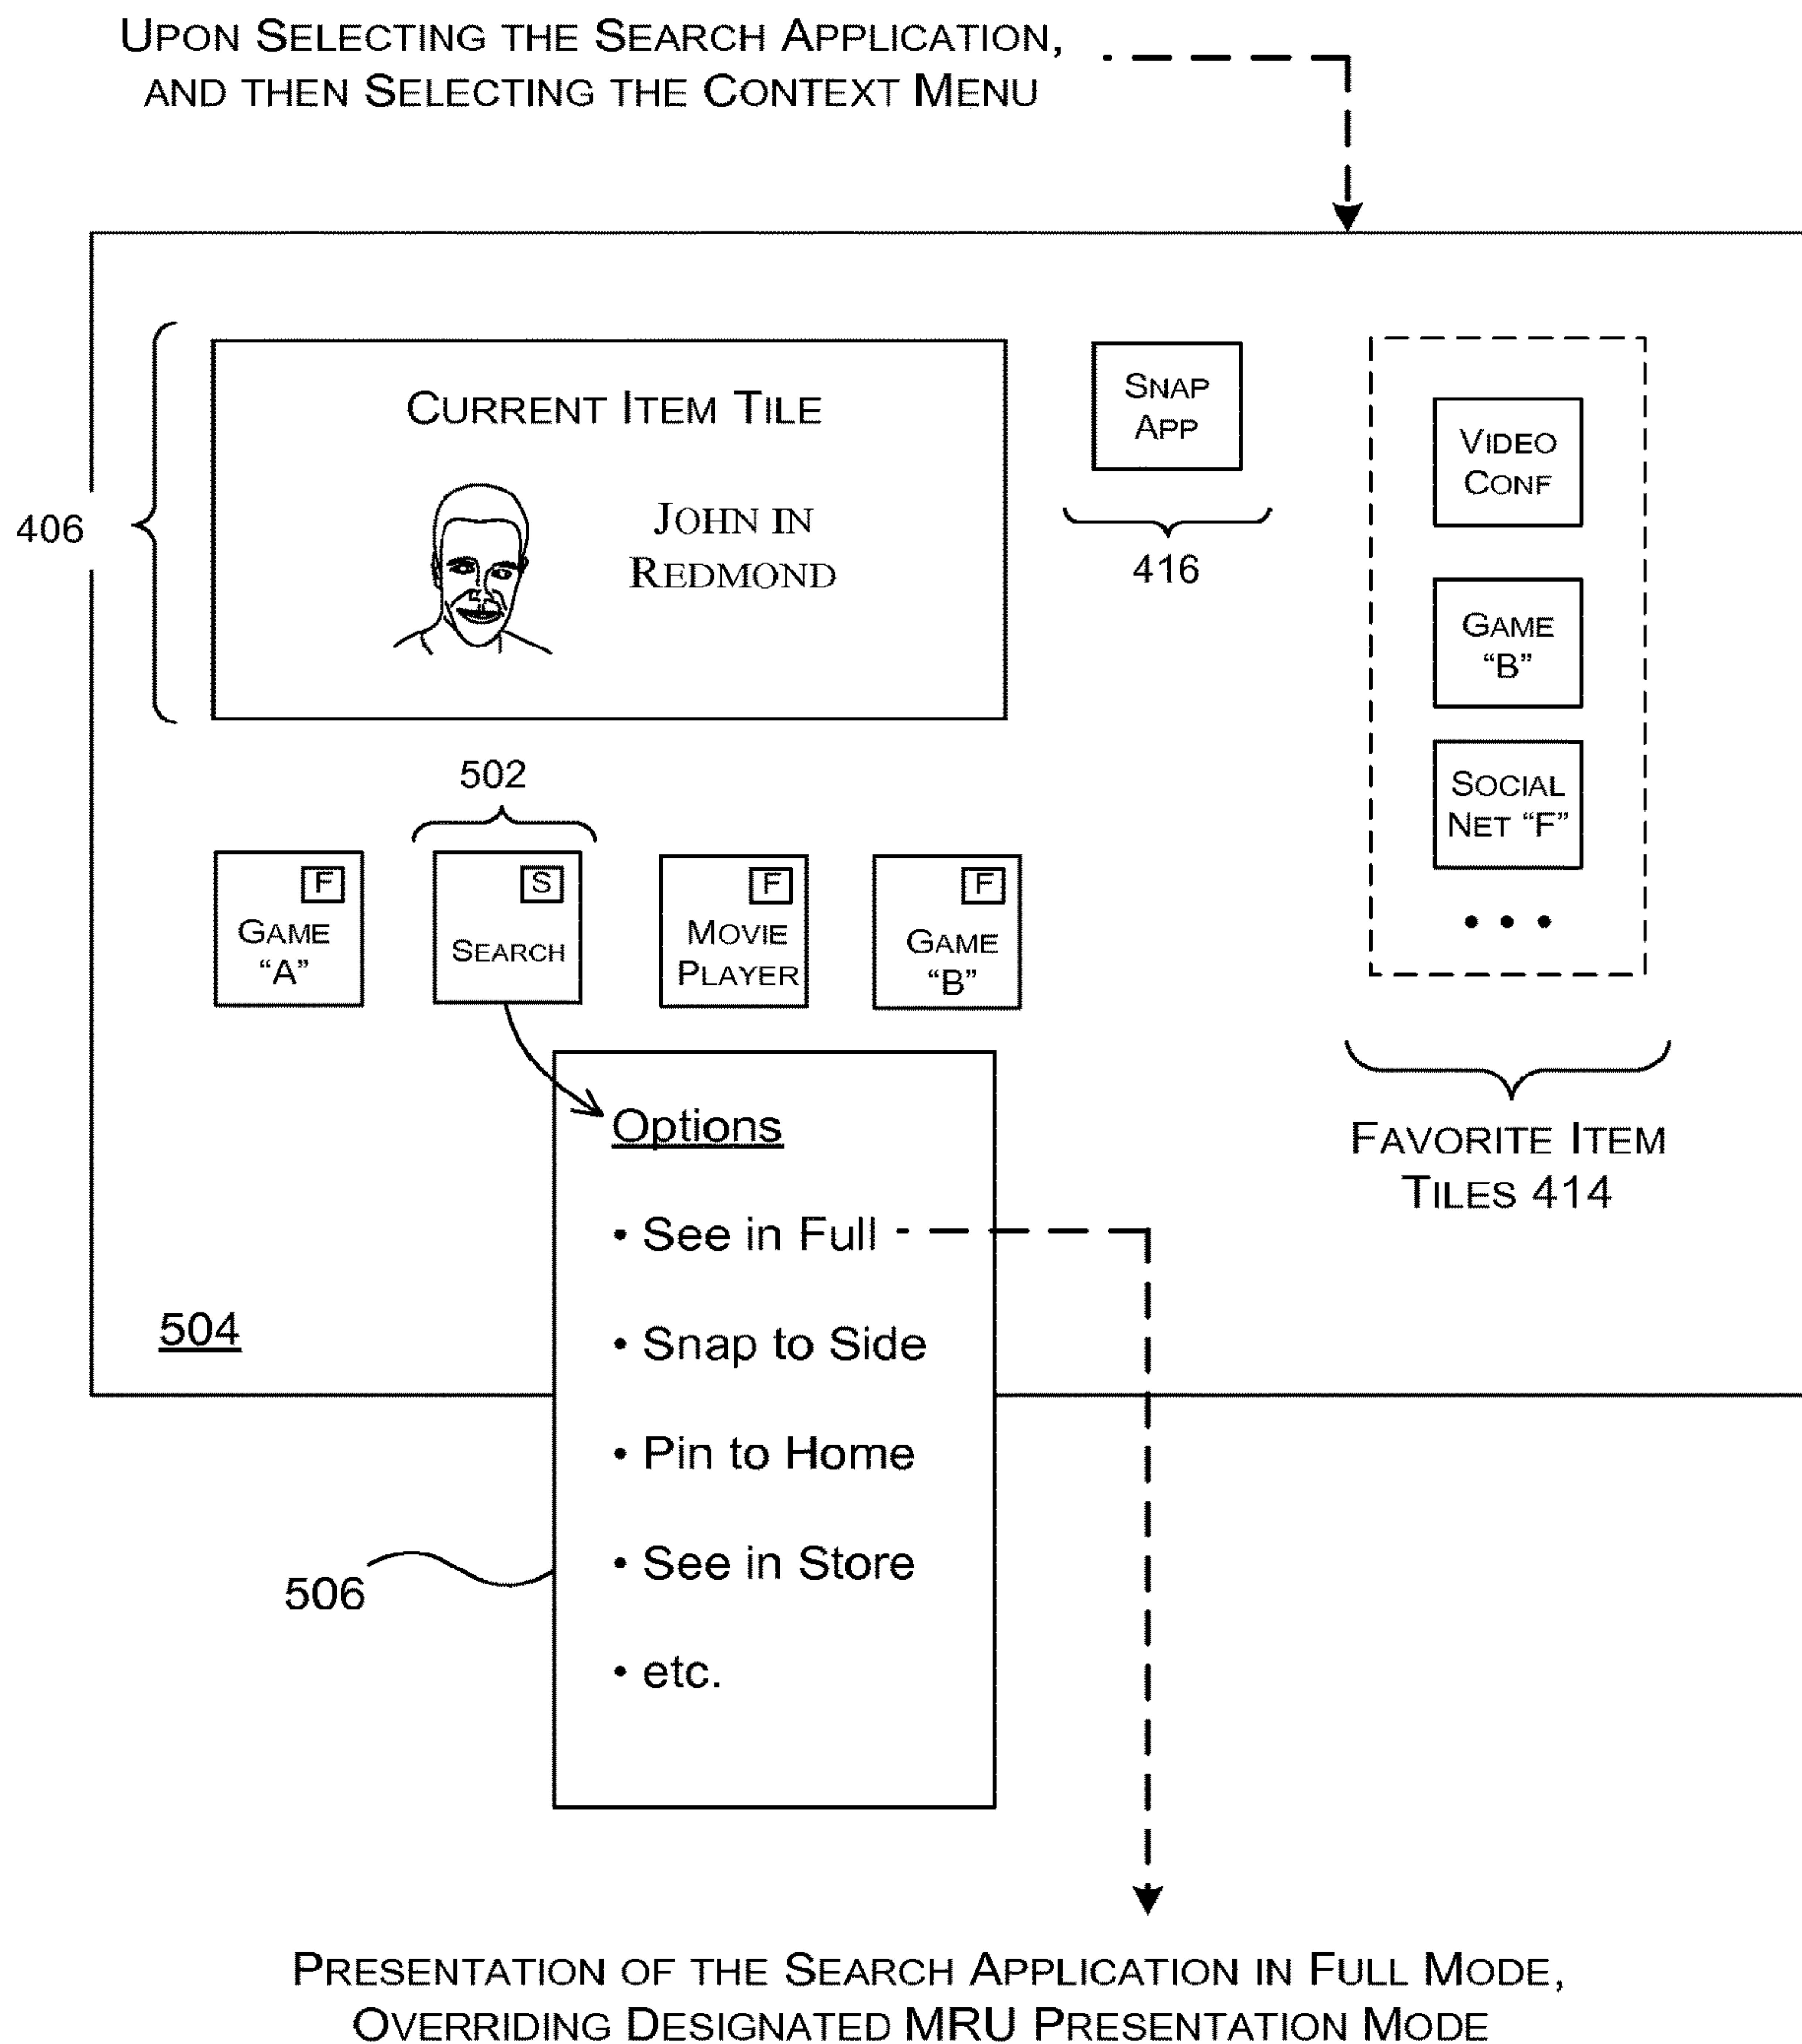 UPON SELECTING THE SEARCH APPLICATION,
AND THEN SELECTING THE CONTEXT MENU
CURRENT ITEM TILE
JOHN IN
REDMOND
406
SNAP
APP
416
VIDEO
CONF
GAME
“B”
SOCIAL
NET “F”
• • •
FAVORITE ITEM
TILES 414
502
F
GAME
“A”
S
SEARCH
F
MOVIE
PLAYER
F
GAME
“B”
Options
• See in Full
• Snap to Side
• Pin to Home
• See in Store
• etc.
504
506
PRESENTATION OF THE SEARCH APPLICATION IN FULL MODE,
OVERRIDING DESIGNATED MRU PRESENTATION MODE